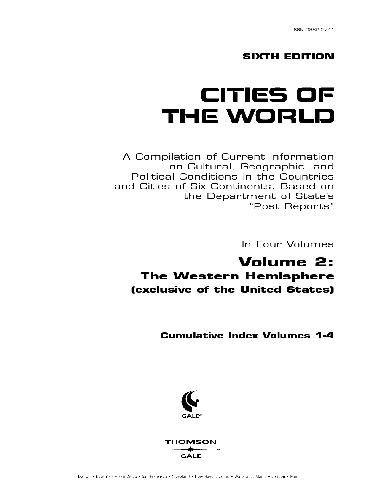 SIXTH EDITION
CITIES OF
THE WORLD
A Compilation of Current Information
on Cultural, Geographic, and
Political Conditions in the Countries
and Cities of Six Continents, Based on
the Department of State's
"Post Reports"
In Four Volumes
Volume 2:
The Western Hemisphere
(exclusive of the United States)
Cumulative Index Volumes 1-4
GALE®
THOMSON
GALE